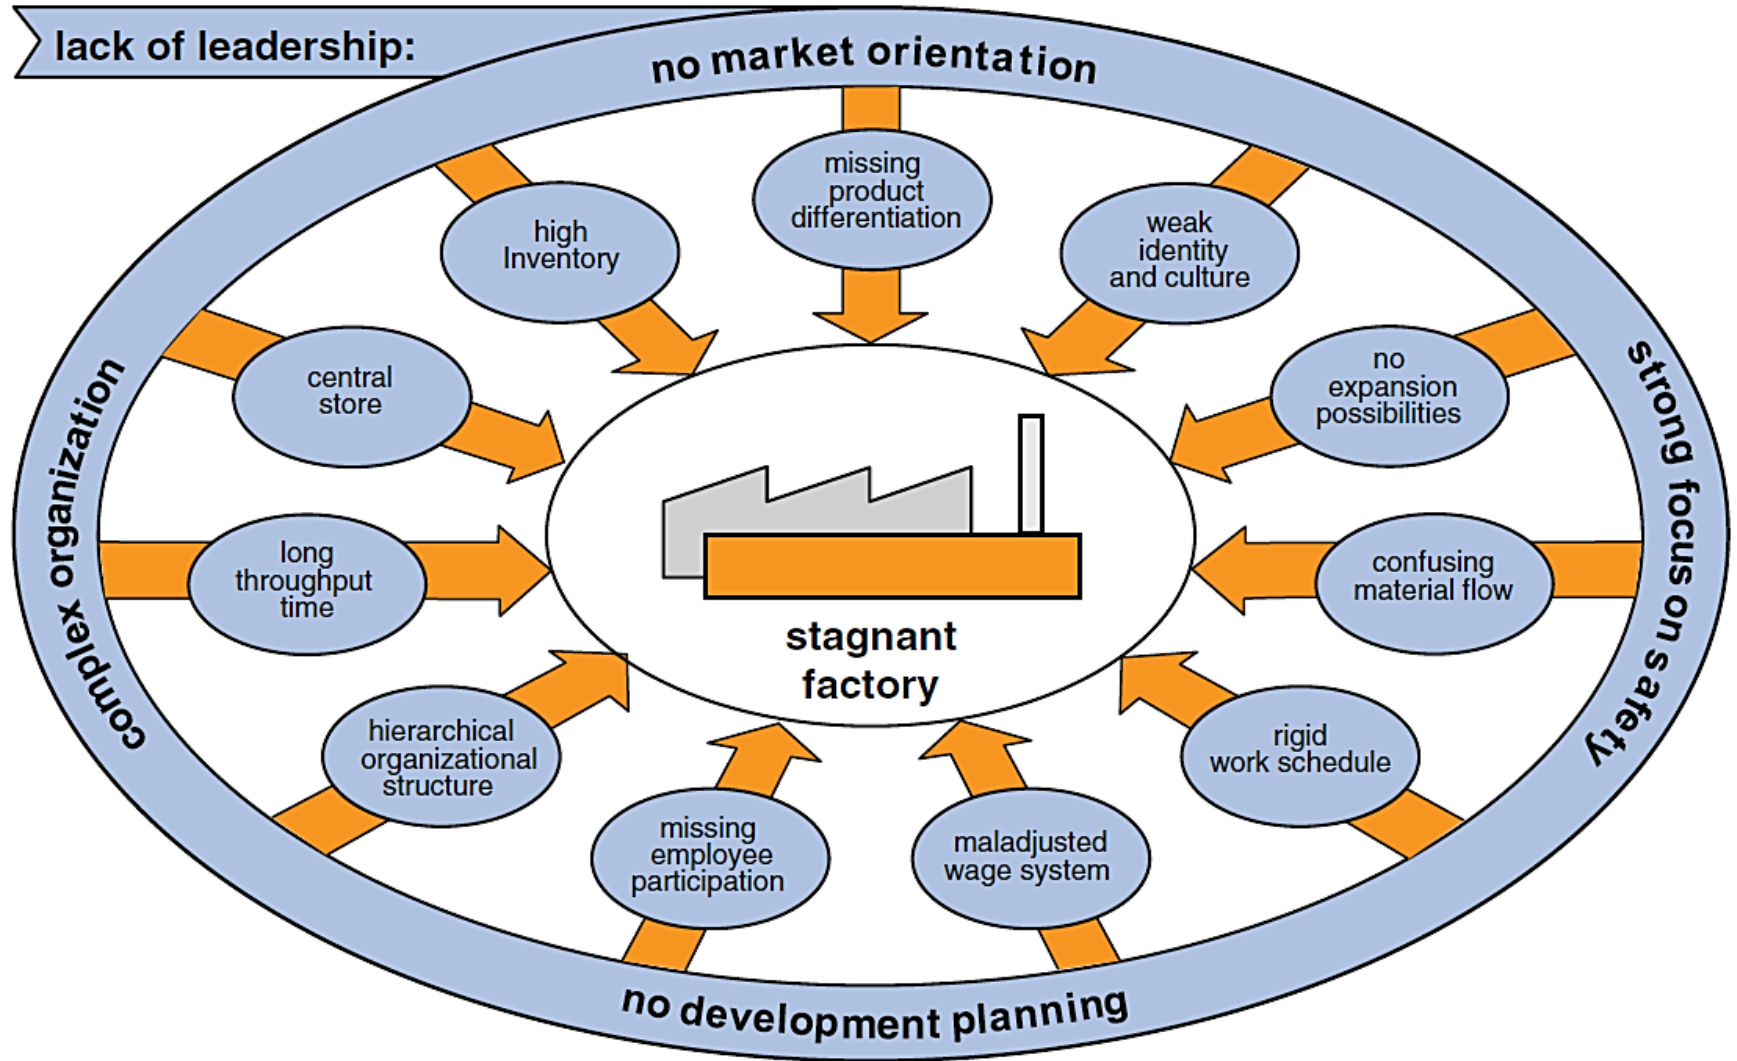 lack of leadership:
no market orientation
strong focus on safety
no development planning
complex organization
missing
product
differentiation
weak
identity
and culture
no
expansion
possibilities
confusing
material flow
rigid
work schedule
maladjusted
wage system
missing
employee
participation
hierarchical
organizational
structure
long
throughput
time
central
store
high
Inventory
stagnant
factory